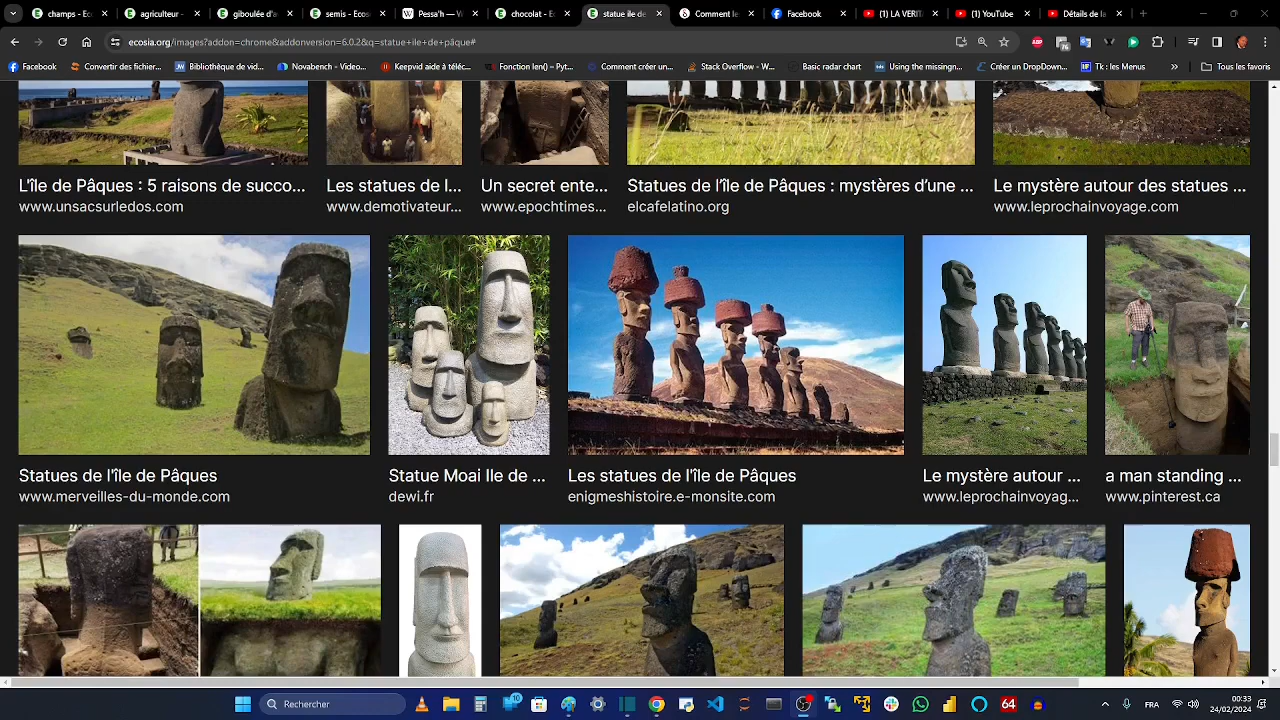 champs - Ec
agriculteur -
giboulée d'
semis - Ecos
Pessa'h — W
chocolat - Ec
statue ile de
Comment le
Facebook
(1) LA VERITA
(1) YouTube
Détails de la
ecosia.org/images?addon=chrome&addonversion=6.0.2&q=statue+ile+de+pâque#
Facebook
Convertir des fichier...
Bibliothèque de vid...
Novabench - Video...
Keepvid aide à téléc...
Fonction len() – Pyt...
Comment créer un...
Stack Overflow - W...
Basic radar chart
Using the missingn...
Créer un DropDown...
Tk : les Menus
Tous les favoris
L'île de Pâques : 5 raisons de succo...
Les statues de l...
Un secret ente...
Statues de l'île de Pâques : mystères d'une ...
Le mystère autour des statues ...
www.unsacsurledos.com
www.demotivateur...
www.epochtimes...
elcafelatino.org
www.leprochainvoyage.com
Statues de l'île de Pâques
Statue Moai Ile de ...
Les statues de l'île de Pâques
Le mystère autour ...
a man standing ...
www.merveilles-du-monde.com
dewi.fr
enigmeshistoire.e-monsite.com
www.leprochainvoyag...
www.pinterest.ca
Rechercher
10
64
FRA
00:33
24/02/2024